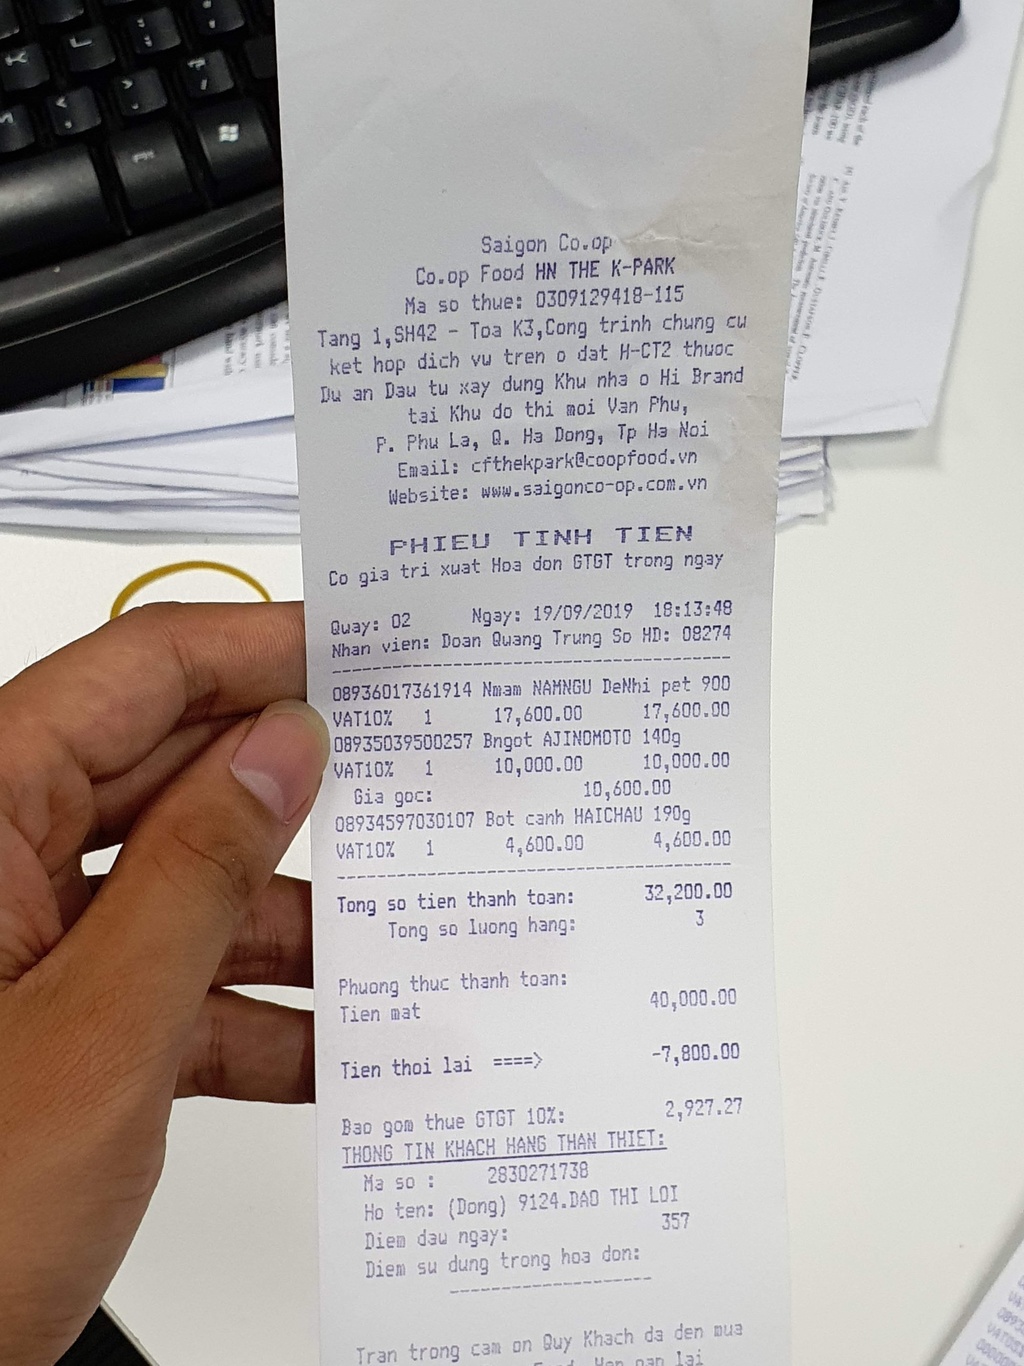 Saigon Co.op
Co.op Food HN THE K-PARK
Ma so thue: 0309129418-115
Tang 1,SH42 - Toa K3,Cong trinh chung cu
ket hop dich vu tren o dat H-CT2 thuoc
Du an Dau tu xay dung Khu nha o Hi Brand
tai Khu do thi moi Van Phu,
P. Phu La, Q. Ha Dong, Tp Ha Noi
Email: cfthekpark@coopfood.vn
Website: www.saigonco-op.com.vn
PHIEU TINH TIEN
Co gia tri xuat Hoa don GTGT trong ngay
Quay: 02 Ngay: 19/09/2019 18:13:48
Nhan vien: Doan Quang Trung So HD: 08274
08936017361914 Nmam NAMNGU DeNhi pet 900
VAT10% 1 17,600.00 17,600.00
08935039500257 Bngot AJINOMOTO 140g
VAT10% 1 10,000.00 10,000.00
Gia goc: 10,600.00
08934597030107 Bot canh HAICHAU 190g
VAT10% 1 4,600.00 4,600.00
Tong so tien thanh toan: 32,200.00
Tong so luong hang: 3
Phuong thuc thanh toan:
Tien mat 40,000.00
Tien thoi lai ====> -7,800.00
Bao gom thue GTGT 10%: 2,927.27
THONG TIN KHACH HANG THAN THIET:
Ma so : 2830271738
Ho ten: (Dong) 9124.DAO THI LOI
Diem dau ngay: 357
Diem su dung trong hoa don:
Tran trong cam on Quy Khach da den mua